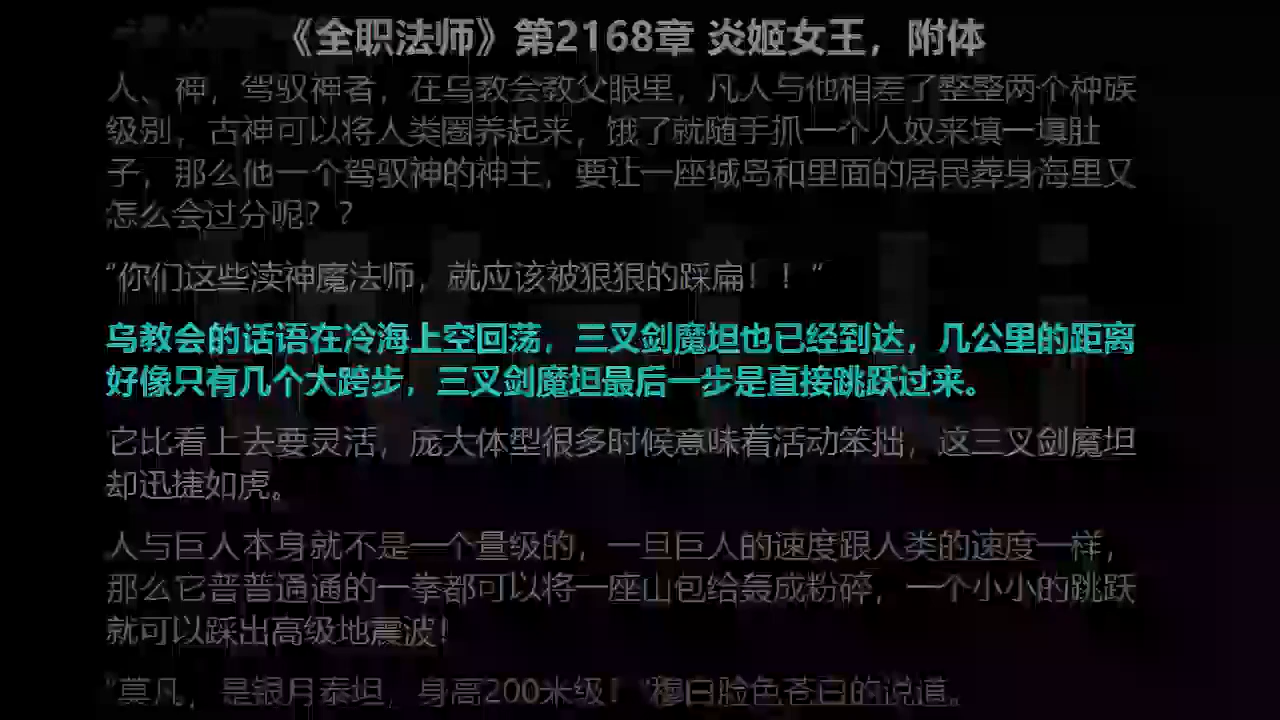 《全职法师》第2168章 炎姬女王，附体
人、神，驾驭神者，在乌教会教父眼里，凡人与他相差了整整两个种族
级别，古神可以将人类圈养起来，饿了就随手抓一个人奴来填一填肚
子，那么他一个驾驭神的神主，要让一座城岛和里面的居民葬身海里又
怎么会过分呢？？
“你们这些渎神魔法师，就应该被狠狠的踩扁！！”
乌教会的话语在冷海上空回荡，三叉剑魔坦也已经到达，几公里的距离
好像只有几个大跨步，三叉剑魔坦最后一步是直接跳跃过来。
它比看上去要灵活，庞大体型很多时候意味着活动笨拙，这三叉剑魔坦
却迅捷如虎。
人与巨人本身就不是一个量级的，一旦巨人的速度跟人类的速度一样，
那么它普普通通的一拳都可以将一座山包给轰成粉碎，一个小小的跳跃
就可以踩出高级地震波！
“莫凡，是银月泰坦，身高200米级！”穆白脸色苍白的说道。